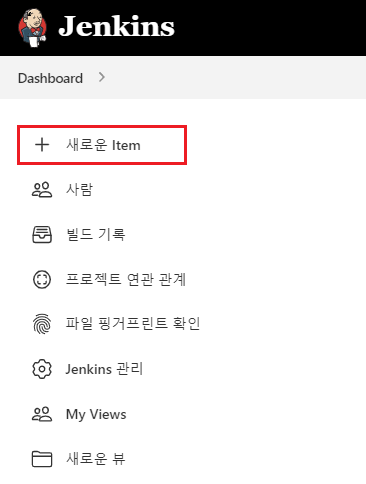 Jenkins
Dashboard
새로운 Item
사람
빌드 기록
프로젝트 연관 관계
파일 핑거프린트 확인
Jenkins 관리
My Views
새로운 뷰